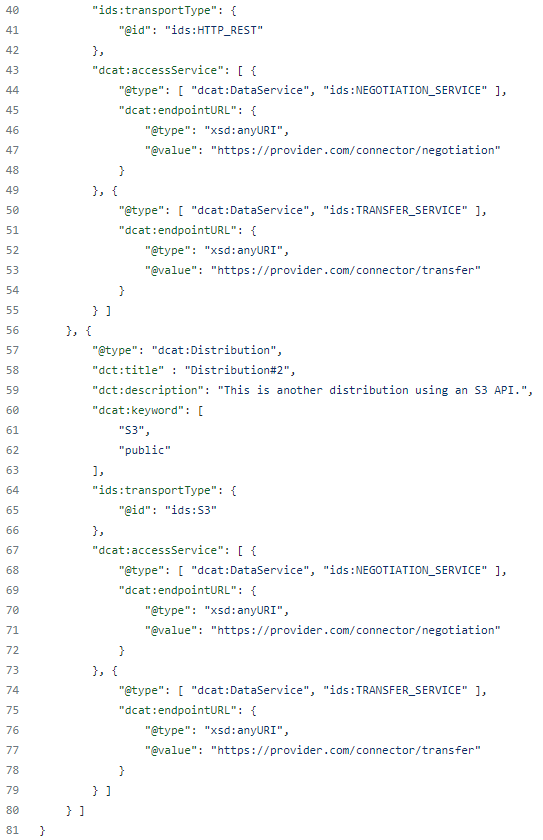 40 "ids:transportType": {
41 "@id": "ids:HTTP_REST"
42 },
43 "dcat:accessService": [ {
44 "@type": [ "dcat:DataService", "ids:NEGOTIATION_SERVICE" ],
45 "dcat:endpointURL": {
46 "@type": "xsd:anyURI",
47 "@value": "https://provider.com/connector/negotiation"
48 }
49 }, {
50 "@type": [ "dcat:DataService", "ids:TRANSFER_SERVICE" ],
51 "dcat:endpointURL": {
52 "@type": "xsd:anyURI",
53 "@value": "https://provider.com/connector/transfer"
54 }
55 } ]
56 }, {
57 "@type": "dcat:Distribution",
58 "dct:title" : "Distribution#2",
59 "dct:description": "This is another distribution using an S3 API.",
60 "dcat:keyword": [
61 "S3",
62 "public"
63 ],
64 "ids:transportType": {
65 "@id": "ids:S3"
66 },
67 "dcat:accessService": [ {
68 "@type": [ "dcat:DataService", "ids:NEGOTIATION_SERVICE" ],
69 "dcat:endpointURL": {
70 "@type": "xsd:anyURI",
71 "@value": "https://provider.com/connector/negotiation"
72 }
73 }, {
74 "@type": [ "dcat:DataService", "ids:TRANSFER_SERVICE" ],
75 "dcat:endpointURL": {
76 "@type": "xsd:anyURI",
77 "@value": "https://provider.com/connector/transfer"
78 }
79 } ]
80 } ]
81 }